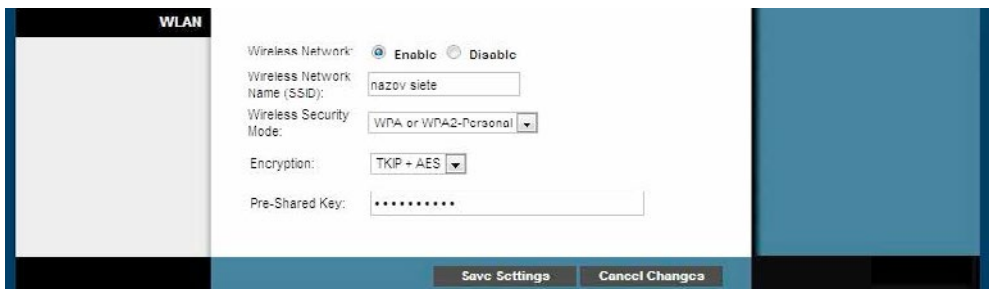 WLAN
Wireless Network: Enable Disable
Wireless Network
Name (SSID): nazov siete
Wireless Security
Mode: WPA or WPA2-Personal
Encryption: TKIP + AES
Pre-Shared Key: ••••••••••
Save Settings Cancel Changes